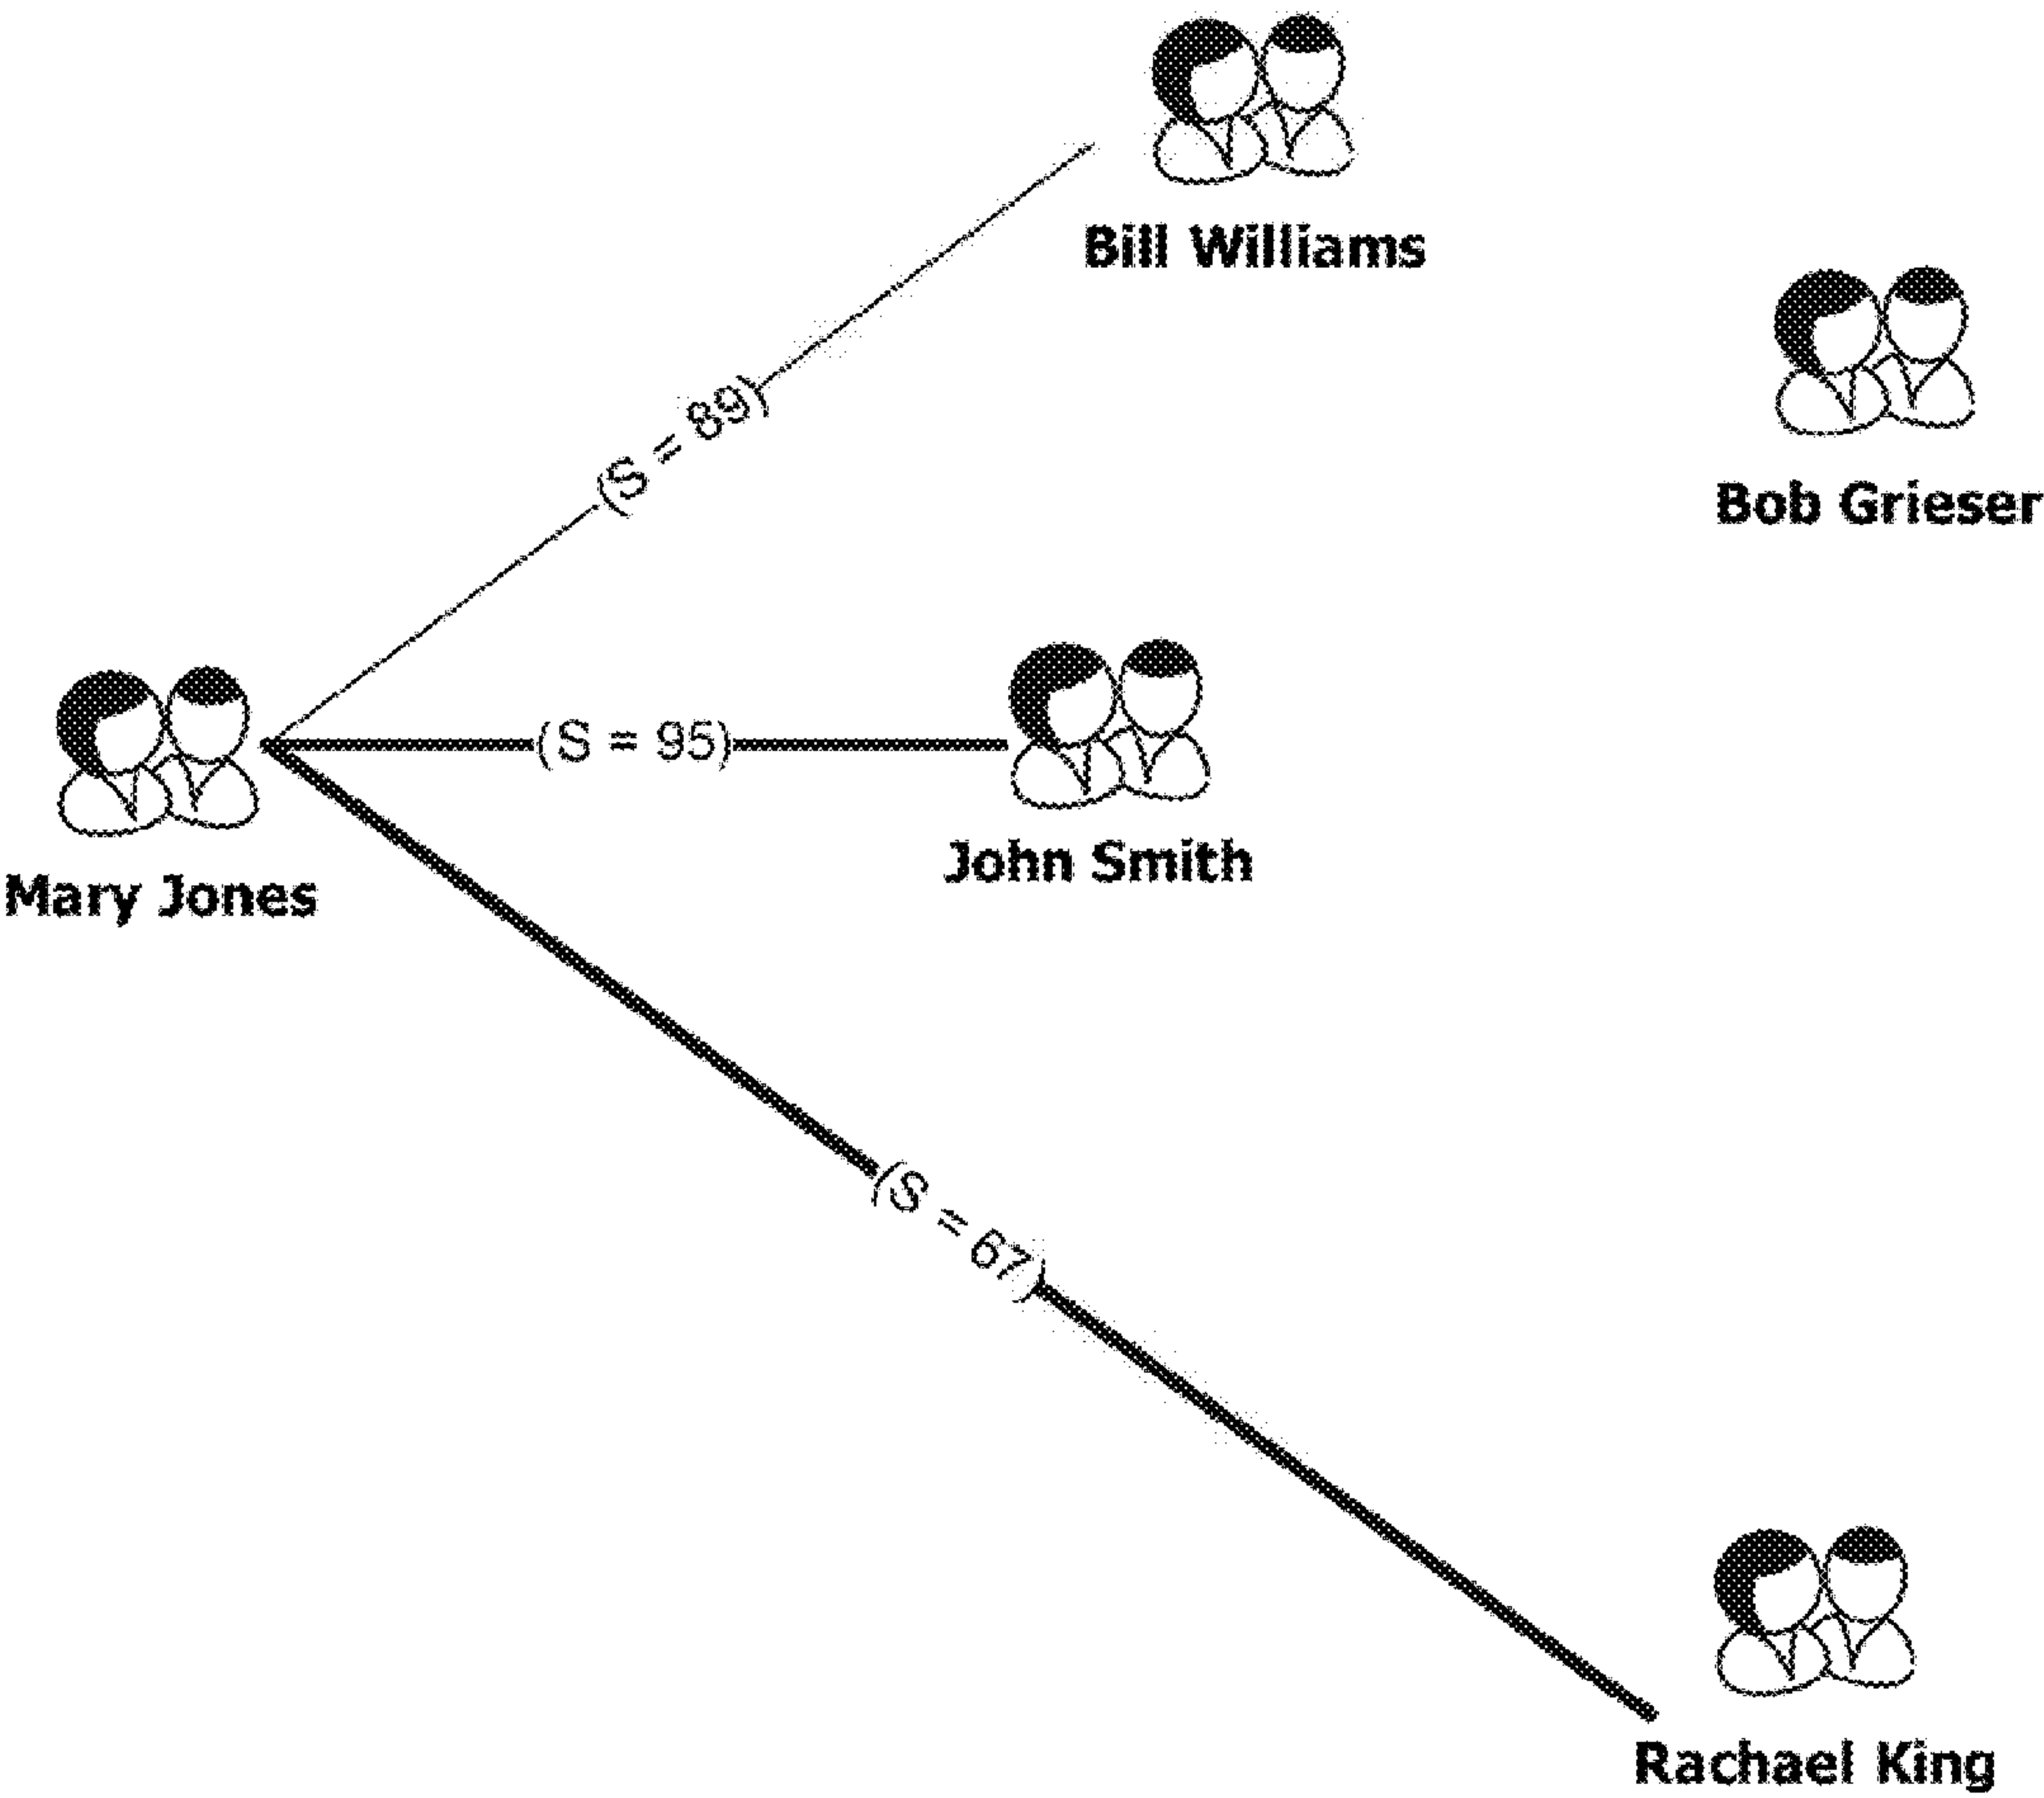 Bill Williams
Bob Grieser
(S = 89)
(S = 95)
John Smith
Mary Jones
(S = 67)
Rachael King